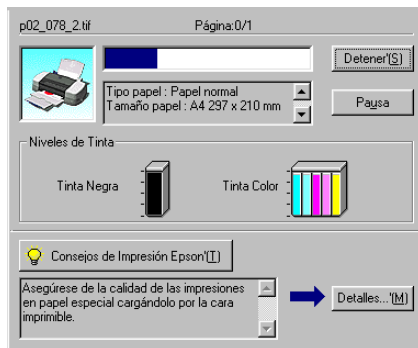 p02_078_2.tif Página:0/1
Detener'(S)
Tipo papel : Papel normal
Tamaño papel : A4 297 x 210 mm
Pausa
Niveles de Tinta
Tinta Negra Tinta Color
Consejos de Impresión Epson'(T)
Asegúrese de la calidad de las impresiones
en papel especial cargándolo por la cara
imprimible.
Detalles...'(M)